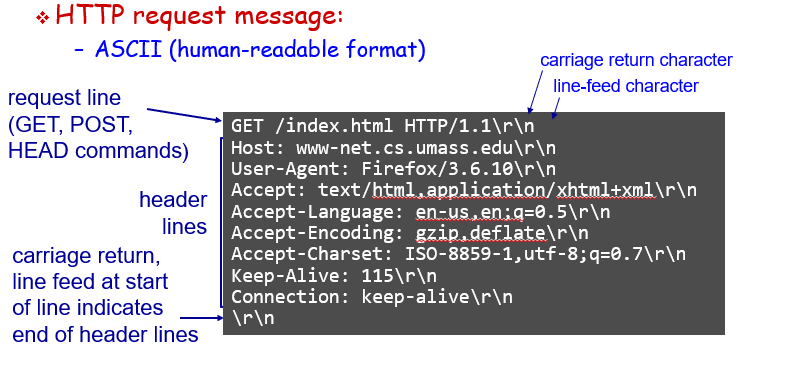 HTTP request message:
– ASCII (human-readable format)
carriage return character
line-feed character
request line
(GET, POST,
HEAD commands)
GET /index.html HTTP/1.1\r\n
Host: www-net.cs.umass.edu\r\n
User-Agent: Firefox/3.6.10\r\n
Accept: text/html,application/xhtml+xml\r\n
Accept-Language: en-us,en;q=0.5\r\n
Accept-Encoding: gzip,deflate\r\n
Accept-Charset: ISO-8859-1,utf-8;q=0.7\r\n
Keep-Alive: 115\r\n
Connection: keep-alive\r\n
\r\n
header
lines
carriage return,
line feed at start
of line indicates
end of header lines